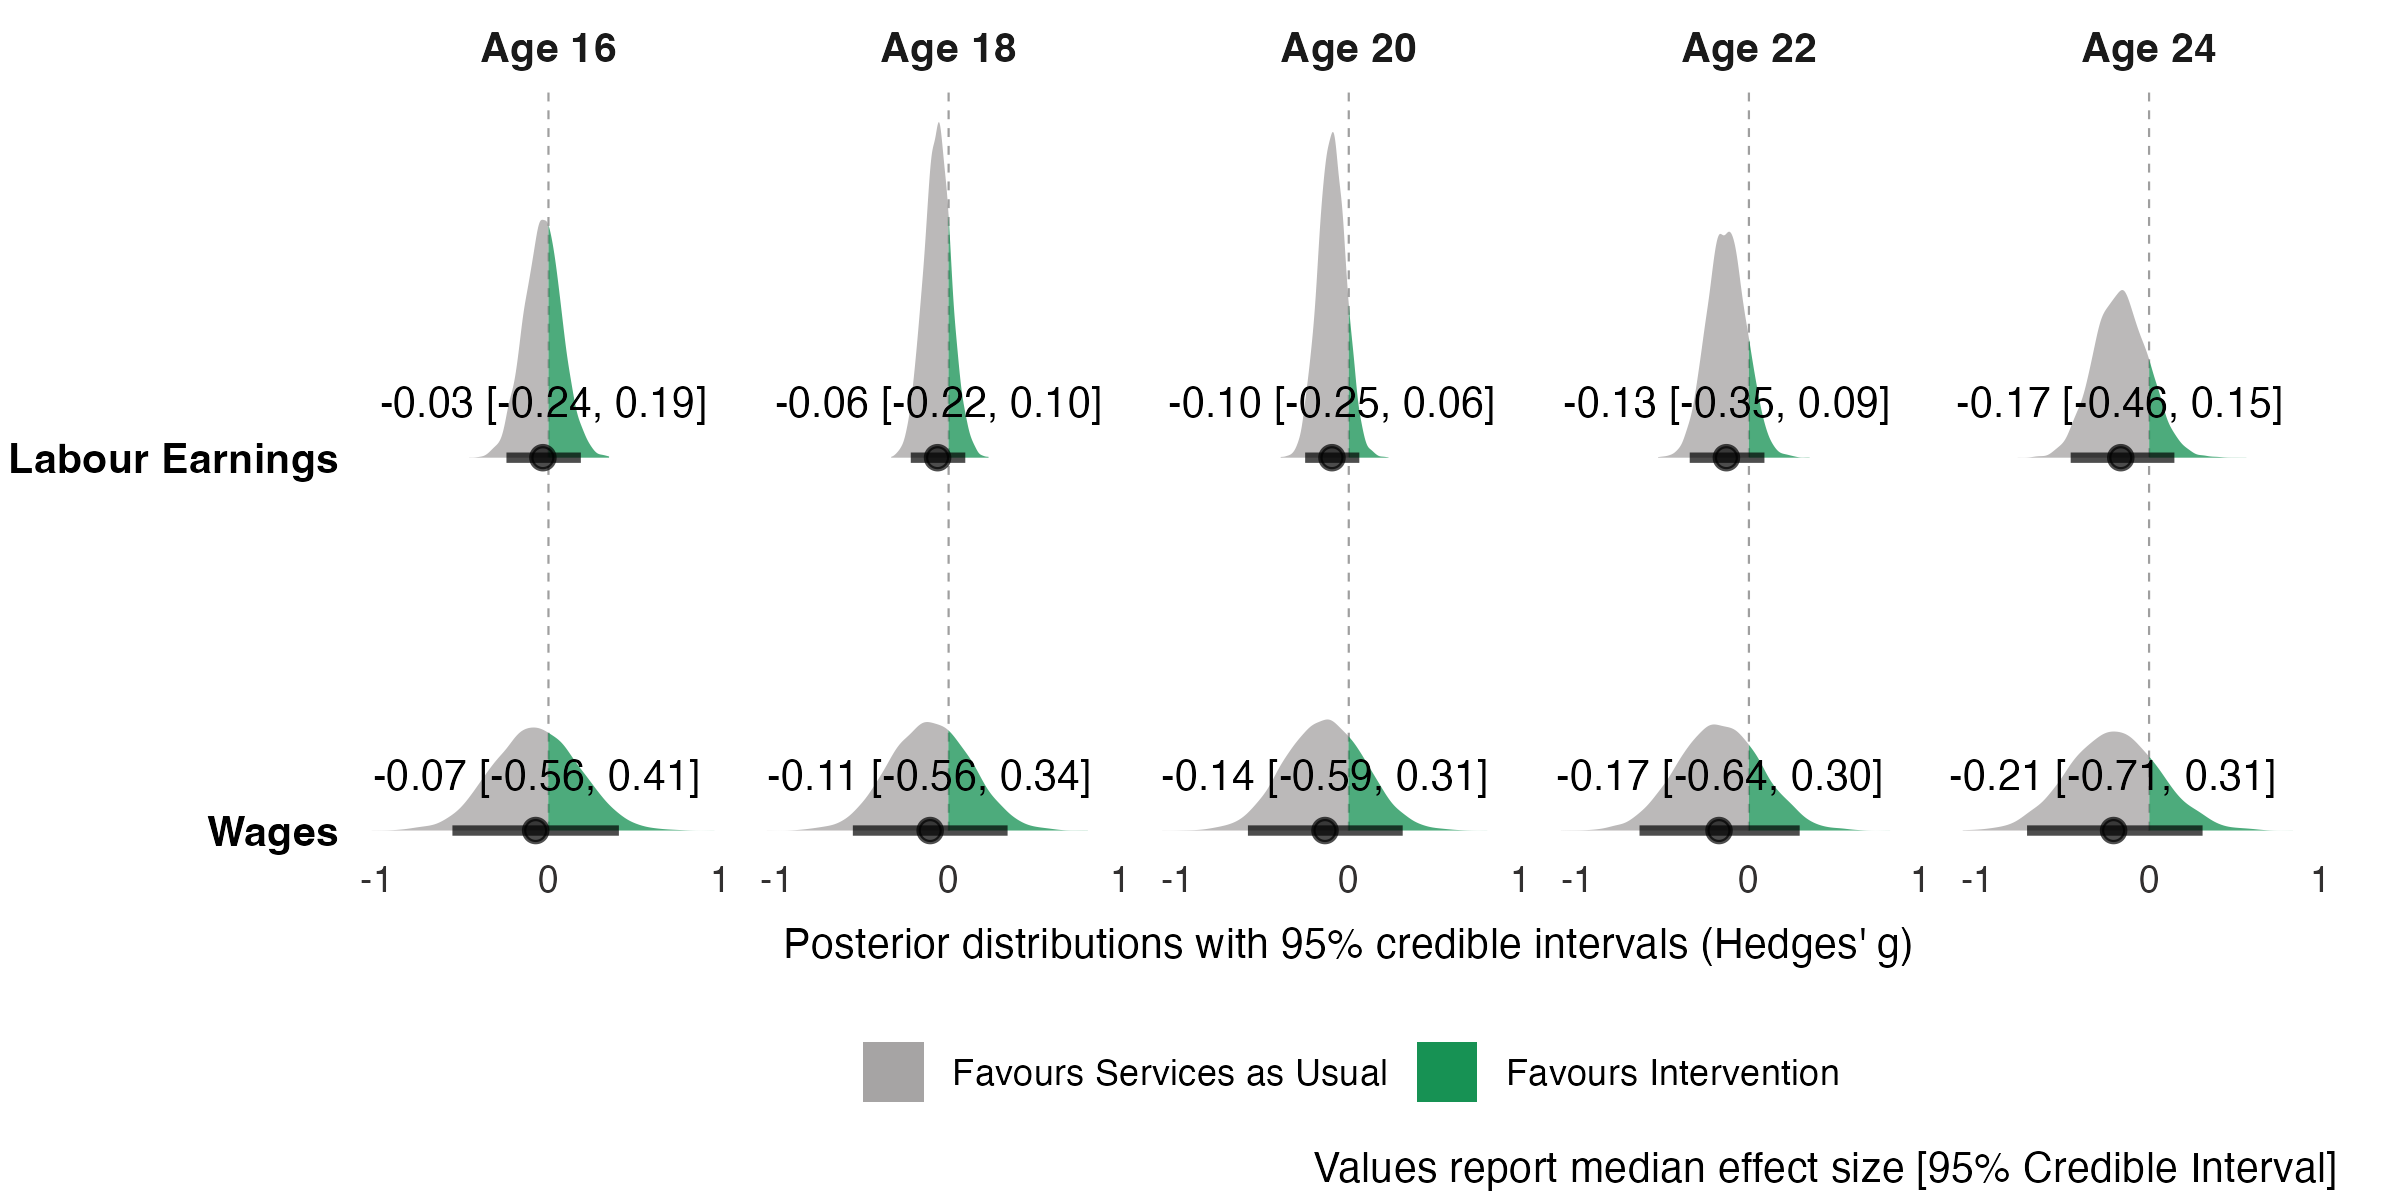 Age 16 Age 18 Age 20 Age 22 Age 24
-0.03 [-0.24, 0.19] -0.06 [-0.22, 0.10] -0.10 [-0.25, 0.06] -0.13 [-0.35, 0.09] -0.17 [-0.46, 0.15]
Labour Earnings
-0.07 [-0.56, 0.41] -0.11 [-0.56, 0.34] -0.14 [-0.59, 0.31] -0.17 [-0.64, 0.30] -0.21 [-0.71, 0.31]
Wages
-1 0 1 -1 0 1 -1 0 1 -1 0 1 -1 0 1
Posterior distributions with 95% credible intervals (Hedges' g)
Favours Services as Usual Favours Intervention
Values report median effect size [95% Credible Interval]